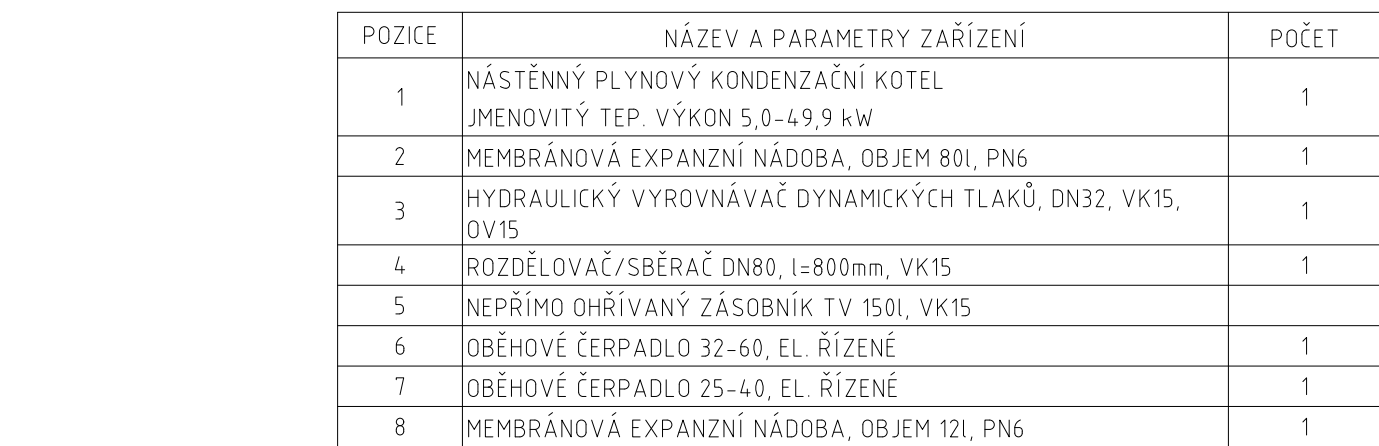 POZICE NÁZEV A PARAMETRY ZAŘÍZENÍ POČET
1 NÁSTĚNNÝ PLYNOVÝ KONDENZAČNÍ KOTEL 1
JMENOVITÝ TEP. VÝKON 5,0-49,9 kW
2 MEMBRÁNOVÁ EXPANZNÍ NÁDOBA, OBJEM 80l, PN6 1
3 HYDRAULICKÝ VYROVNÁVAČ DYNAMICKÝCH TLAKŮ, DN32, VK15, 1
OV15
4 ROZDĚLOVAČ/SBĚRAČ DN80, l=800mm, VK15 1
5 NEPŘÍMO OHŘÍVANÝ ZÁSOBNÍK TV 150l, VK15
6 OBĚHOVÉ ČERPADLO 32-60, EL. ŘÍZENÉ 1
7 OBĚHOVÉ ČERPADLO 25-40, EL. ŘÍZENÉ 1
8 MEMBRÁNOVÁ EXPANZNÍ NÁDOBA, OBJEM 12l, PN6 1